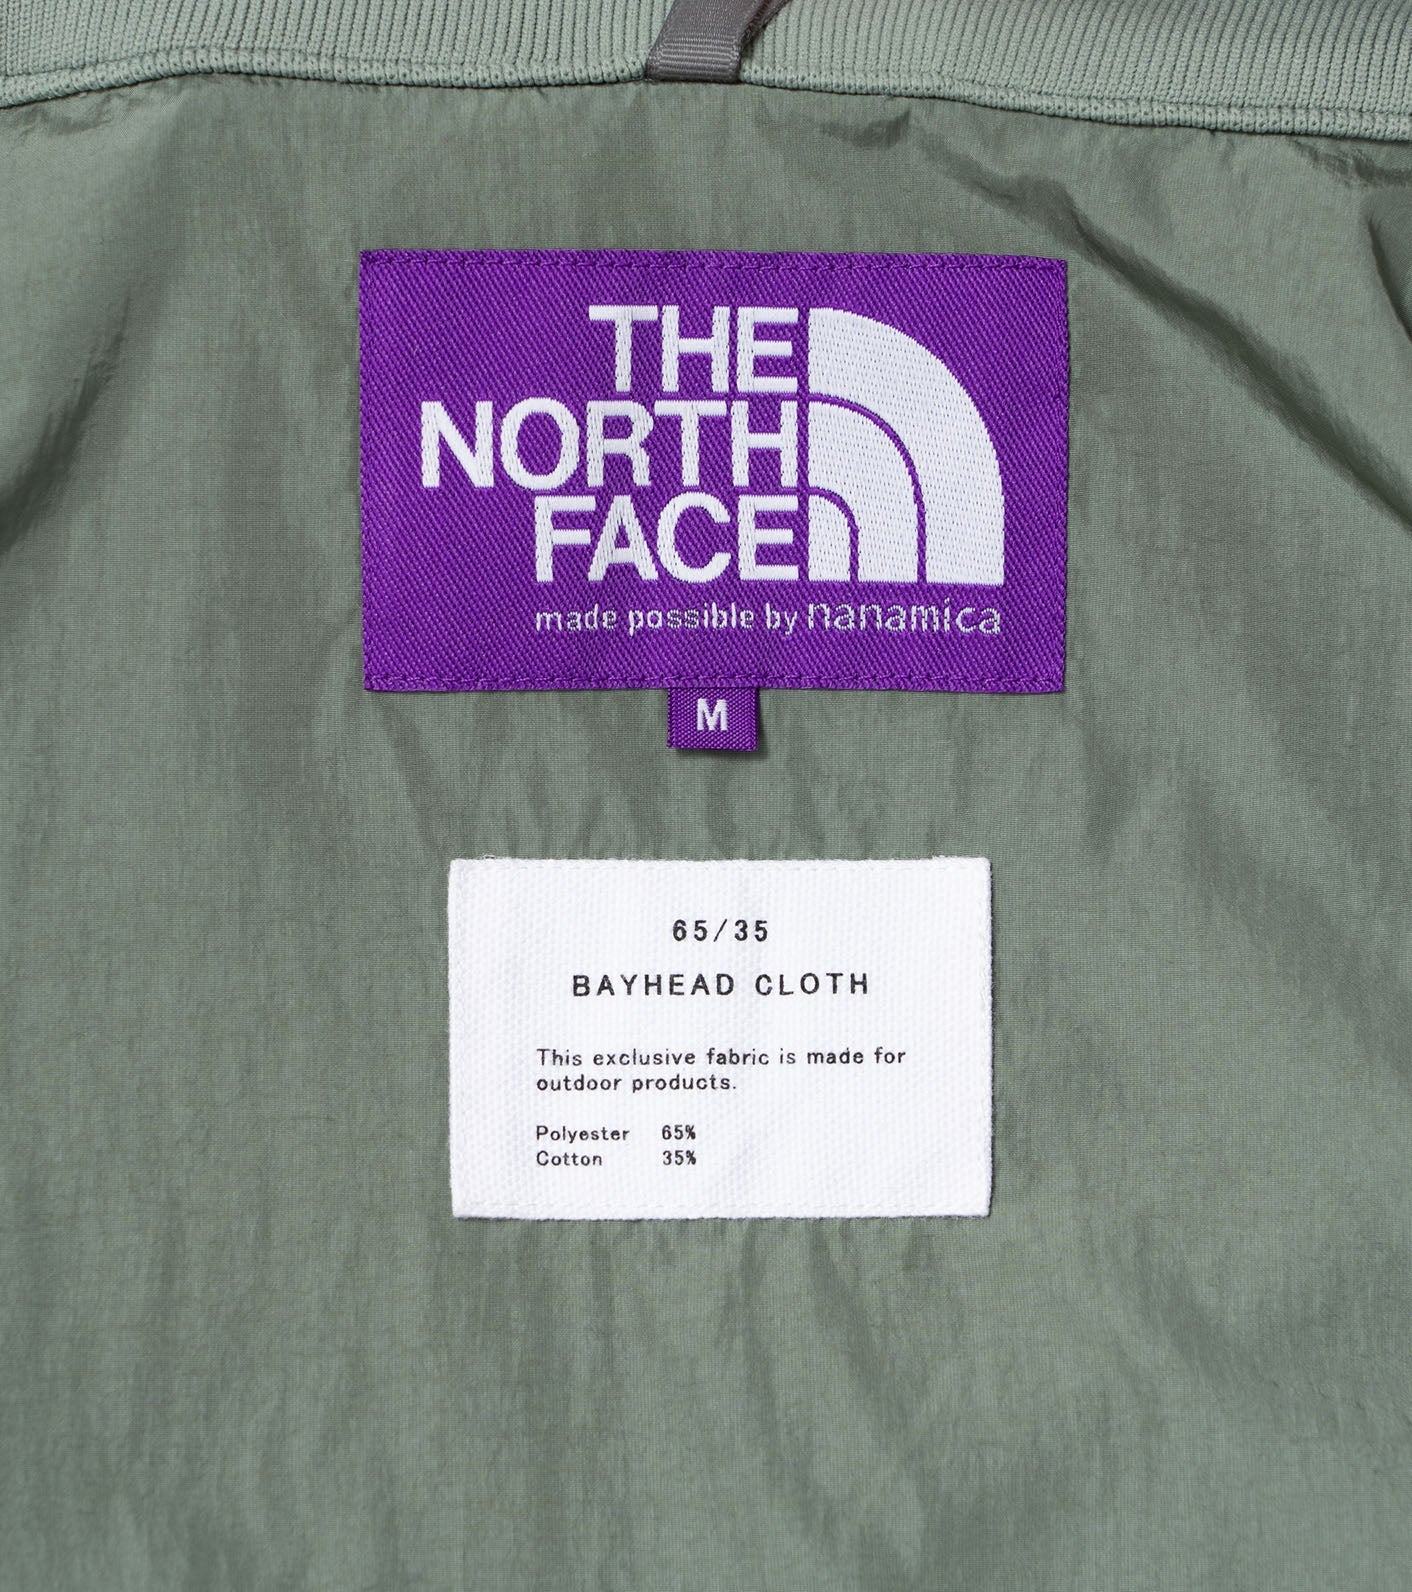 THE
NORTH
FACE
made possible by nanamica
M
65/35
BAYHEAD CLOTH
This exclusive fabric is made for
outdoor products.
Polyester 65%
Cotton 35%